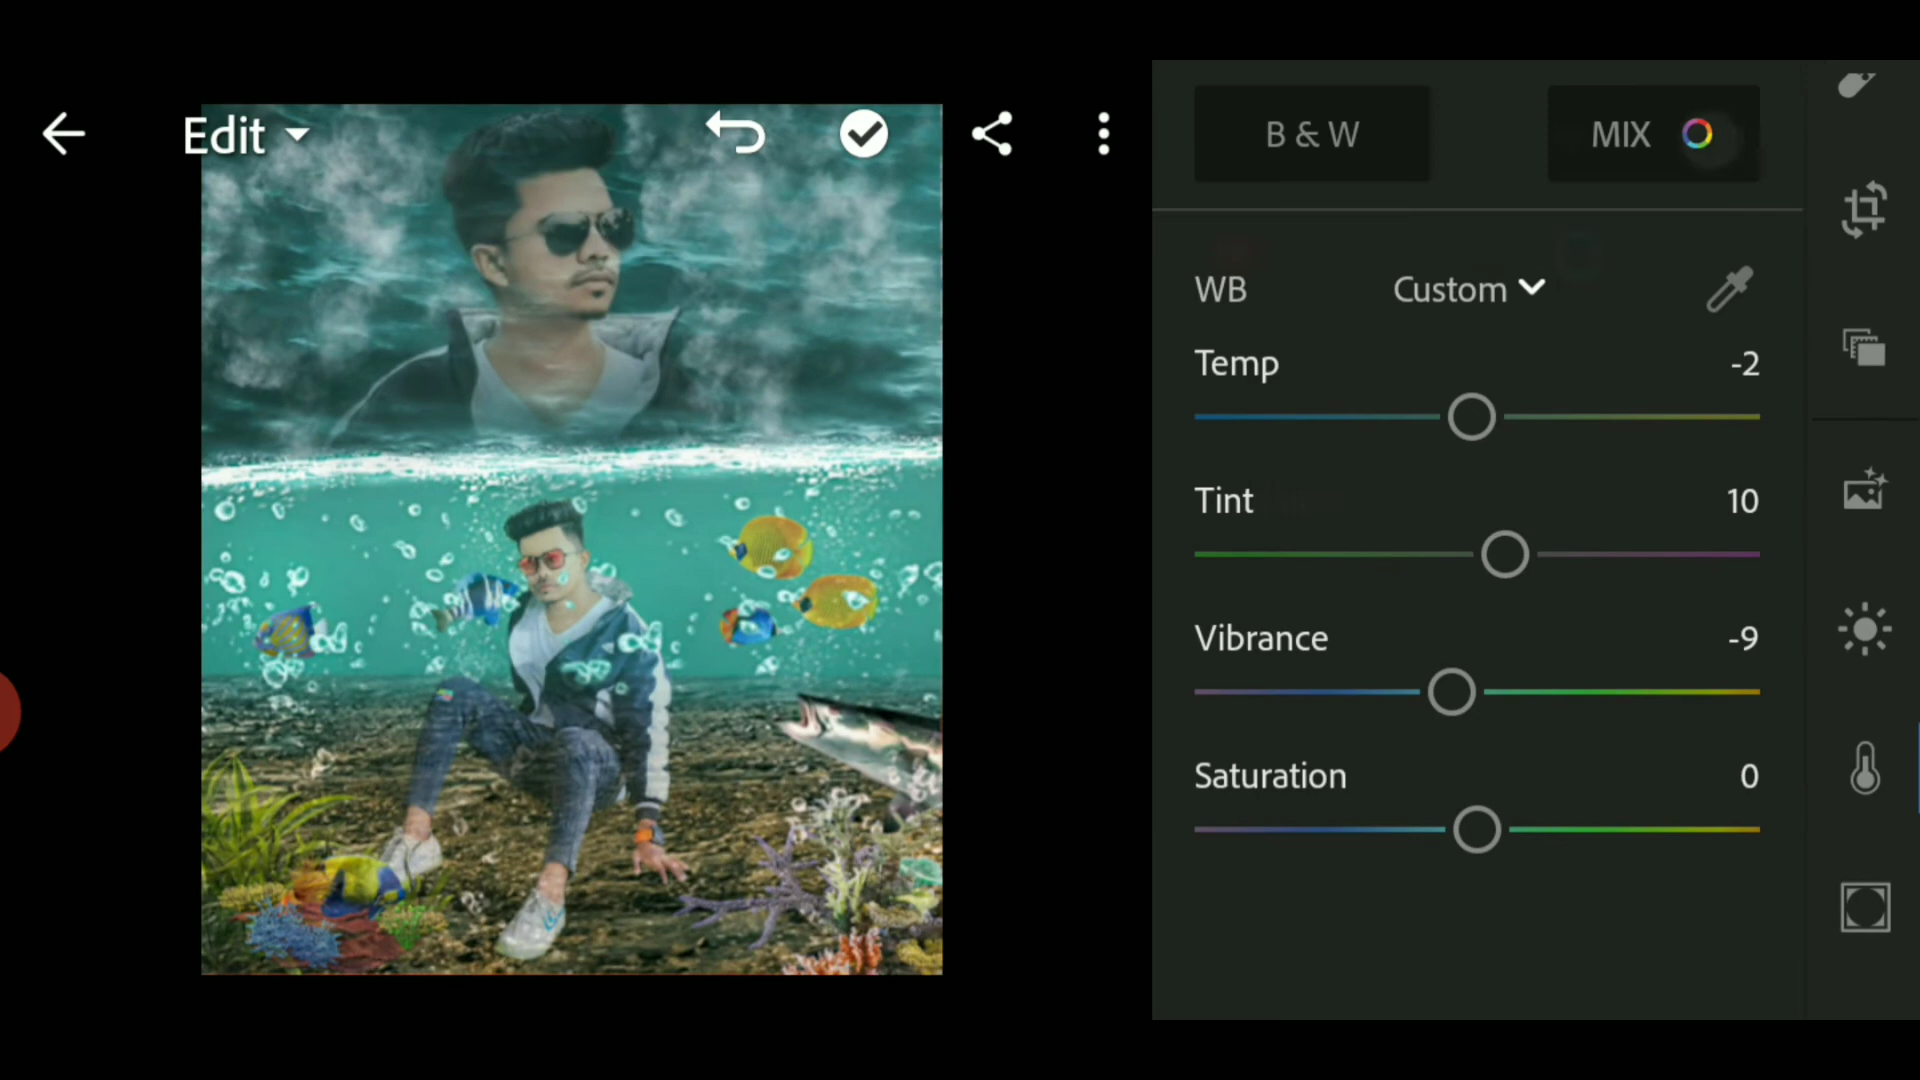 Edit
B & W
MIX
WB
Custom
Temp
-2
Tint
10
Vibrance
-9
Saturation
0